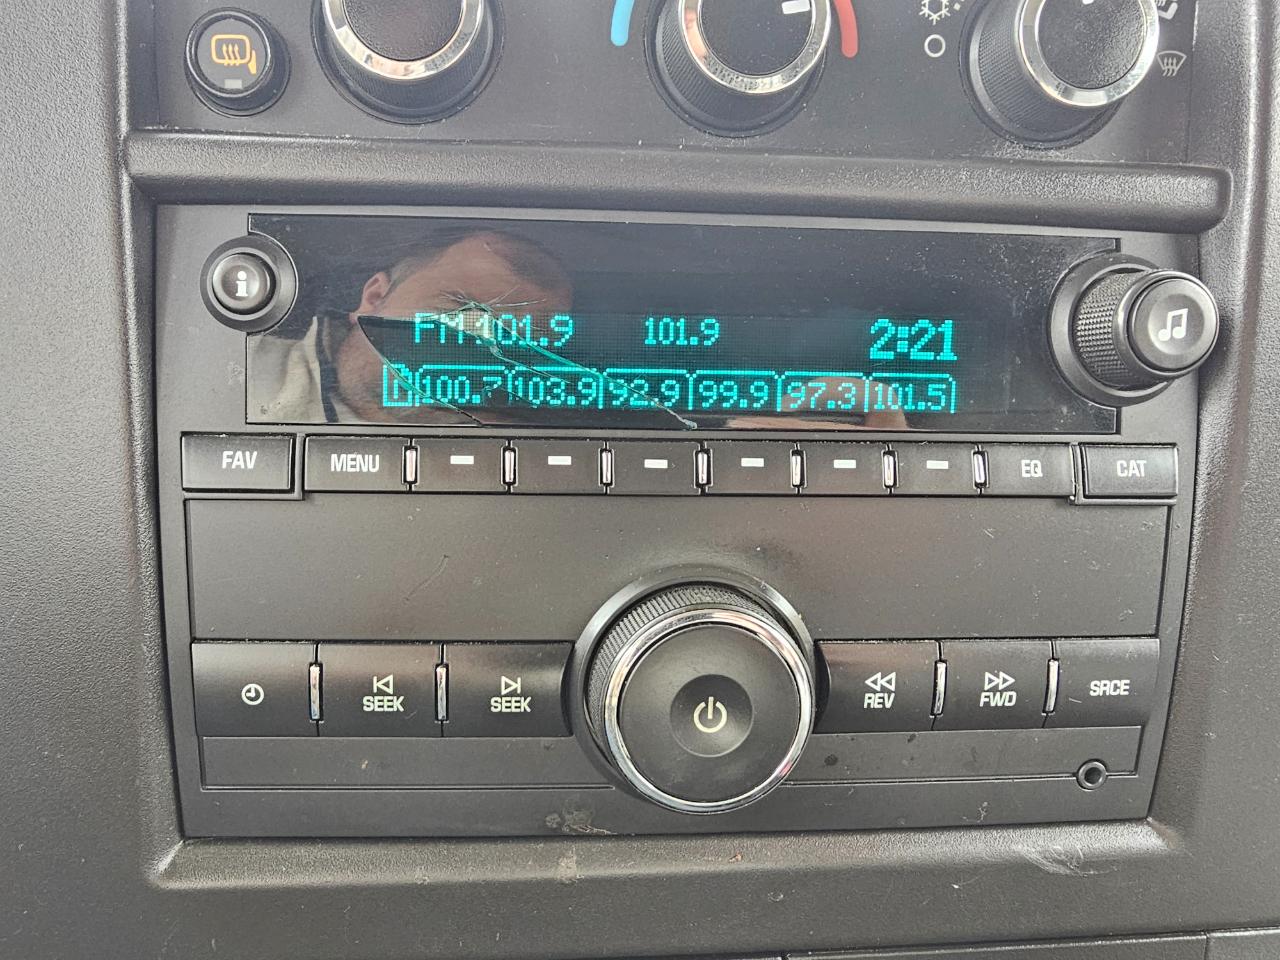 i
FM 101.9 101.9 2:21
1 100.7 103.9 92.9 99.9 97.3 101.5
FAV MENU EQ CAT
SEEK SEEK REV FWD SRCE